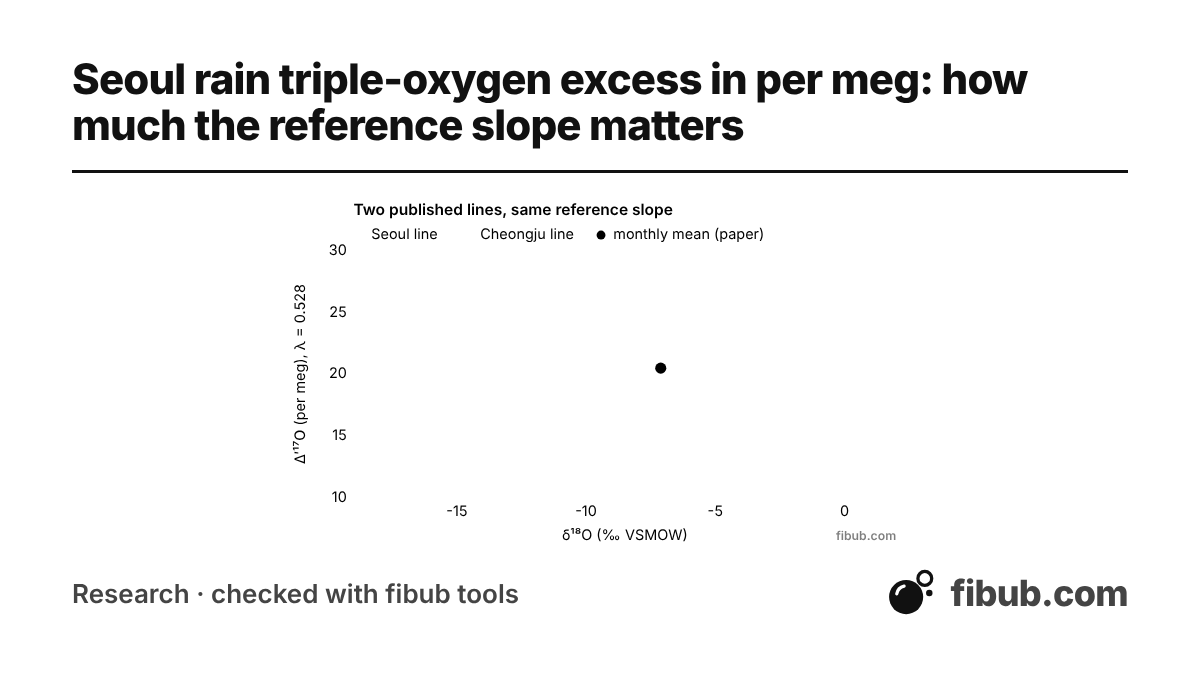 Seoul rain triple-oxygen excess in per meg: how
much the reference slope matters
Two published lines, same reference slope
Seoul line Cheongju line monthly mean (paper)
30
25
20
15
10
Δ'¹⁷O (per meg), λ = 0.528
-15 -10 -5 0
δ¹⁸O (‰ VSMOW)
fibub.com
Research · checked with fibub tools
fibub.com